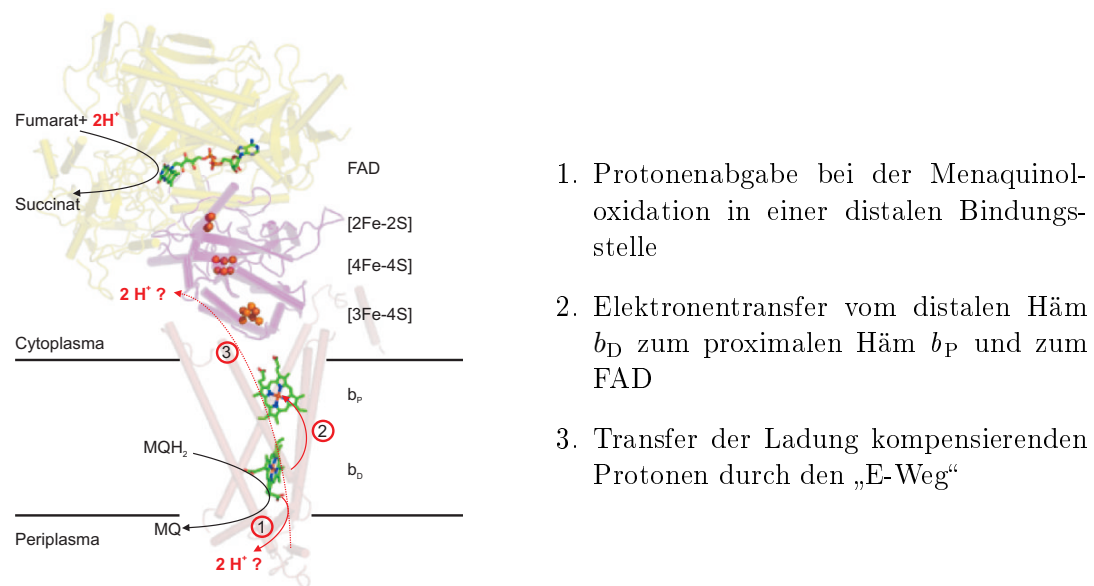 Fumarat+ 2H⁺
FAD
Succinat
[2Fe-2S]
[4Fe-4S]
2 H⁺ ?
[3Fe-4S]
Cytoplasma
3
b_P
2
MQH₂
b_D
MQ
1
Periplasma
2 H⁺ ?
1. Protonenabgabe bei der Menaquinol-
oxidation in einer distalen Bindungs-
stelle
2. Elektronentransfer vom distalen Häm
b_D zum proximalen Häm b_P und zum
FAD
3. Transfer der Ladung kompensierenden
Protonen durch den „E-Weg“